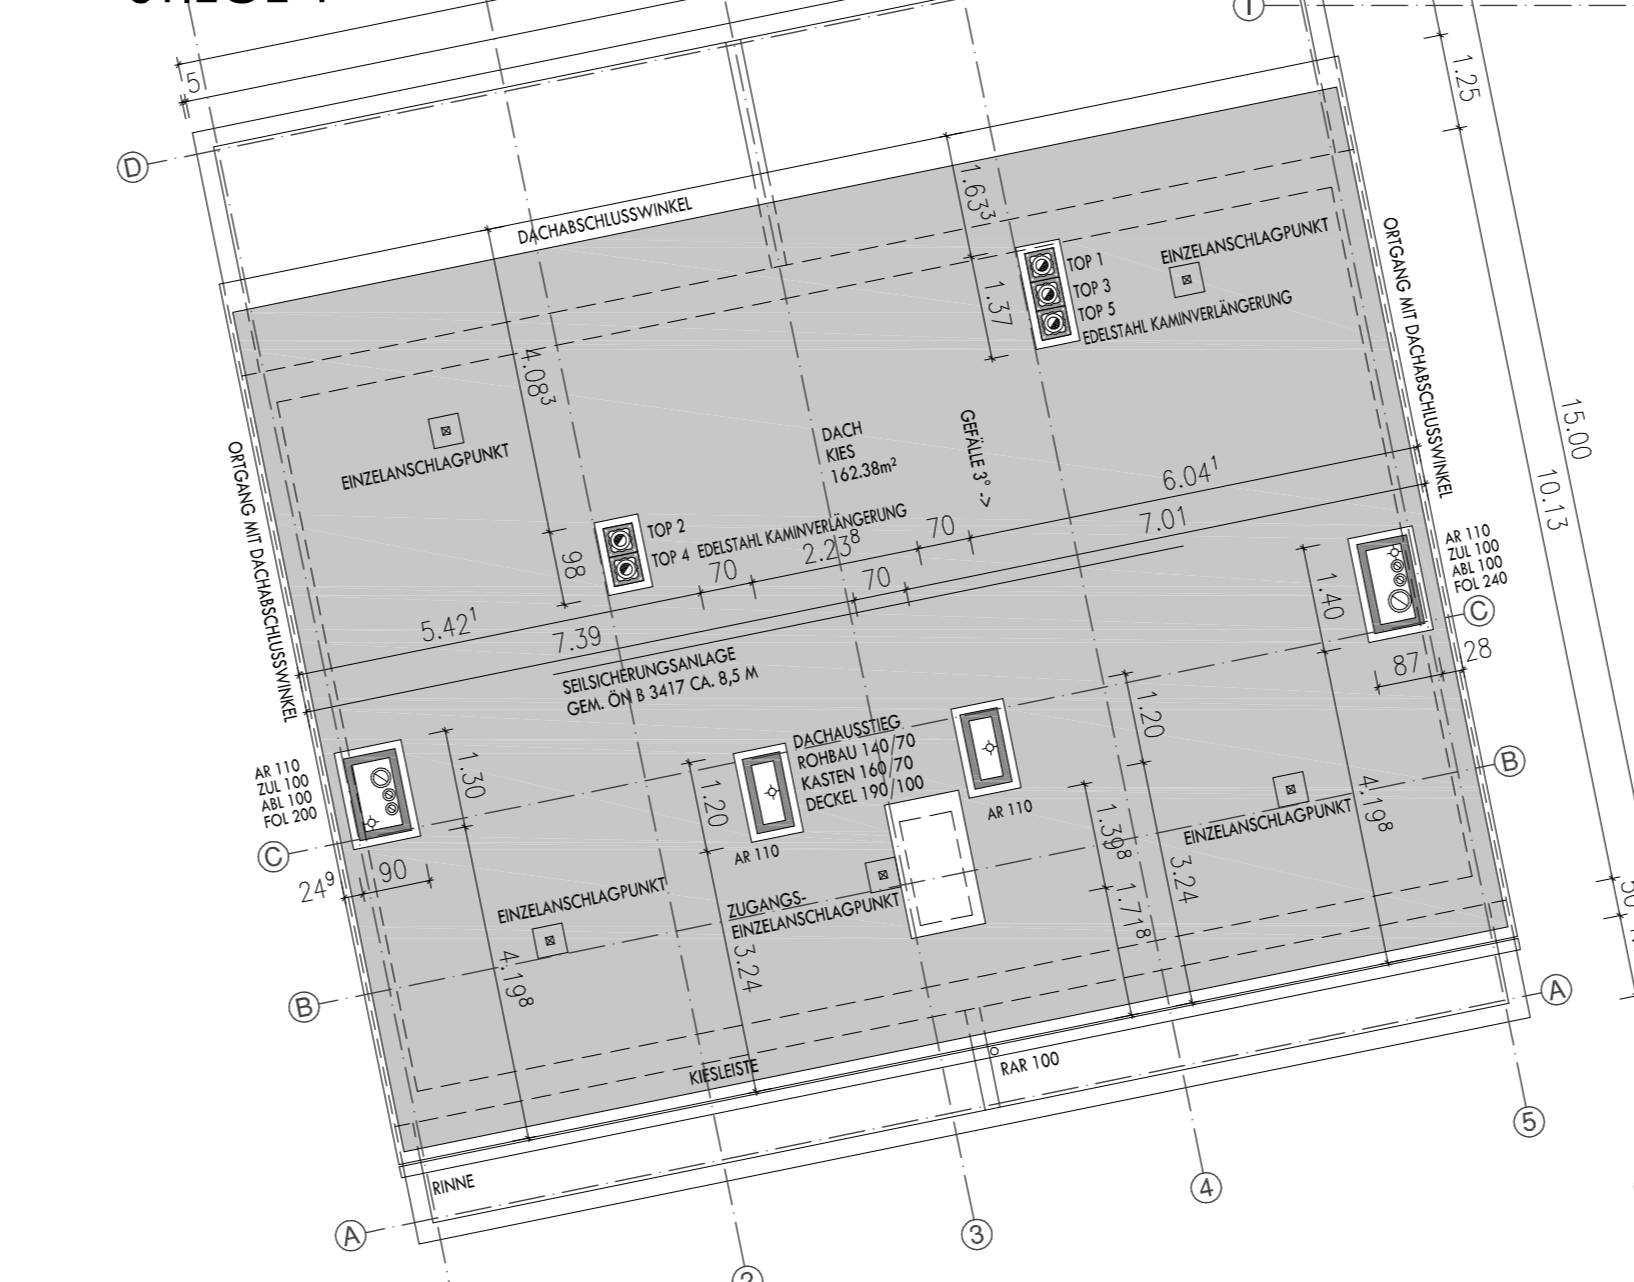 I
5
1.25
D
DACHABSCHLUSSWINKEL
1.63³
EINZELANSCHLAGPUNKT
TOP 1
TOP 3
TOP 5
EDELSTAHL KAMINVERLÄNGERUNG
1.37
ORTGANG MIT DACHABSCHLUSSWINKEL
4.08³
15.00
10.13
DACH
KIES
162.38m²
GEFÄLLE 3° ->
EINZELANSCHLAGPUNKT
ORTGANG MIT DACHABSCHLUSSWINKEL
TOP 2
TOP 4 EDELSTAHL KAMINVERLÄNGERUNG
98
70
2.23⁸
70
6.04¹
5.42¹
7.39
70
7.01
AR 110
ZUL 100
ABL 100
FOL 240
C
1.40
87
28
SEILSICHERUNGSANLAGE
GEM. ÖN B 3417 CA. 8,5 M
DACHAUSSTIEG
ROHBAU 140/70
KASTEN 160/70
DECKEL 190/100
1.20
AR 110
ZUL 100
ABL 100
FOL 200
1.30
1.20
AR 110
AR 110
B
C
24⁹
90
1.39⁸
4.19⁸
EINZELANSCHLAGPUNKT
3.24
1.71⁸
EINZELANSCHLAGPUNKT
ZUGANGS-
EINZELANSCHLAGPUNKT
4.19⁸
3.24
B
A
KIESLEISTE
RAR 100
RINNE
A
2
3
4
5